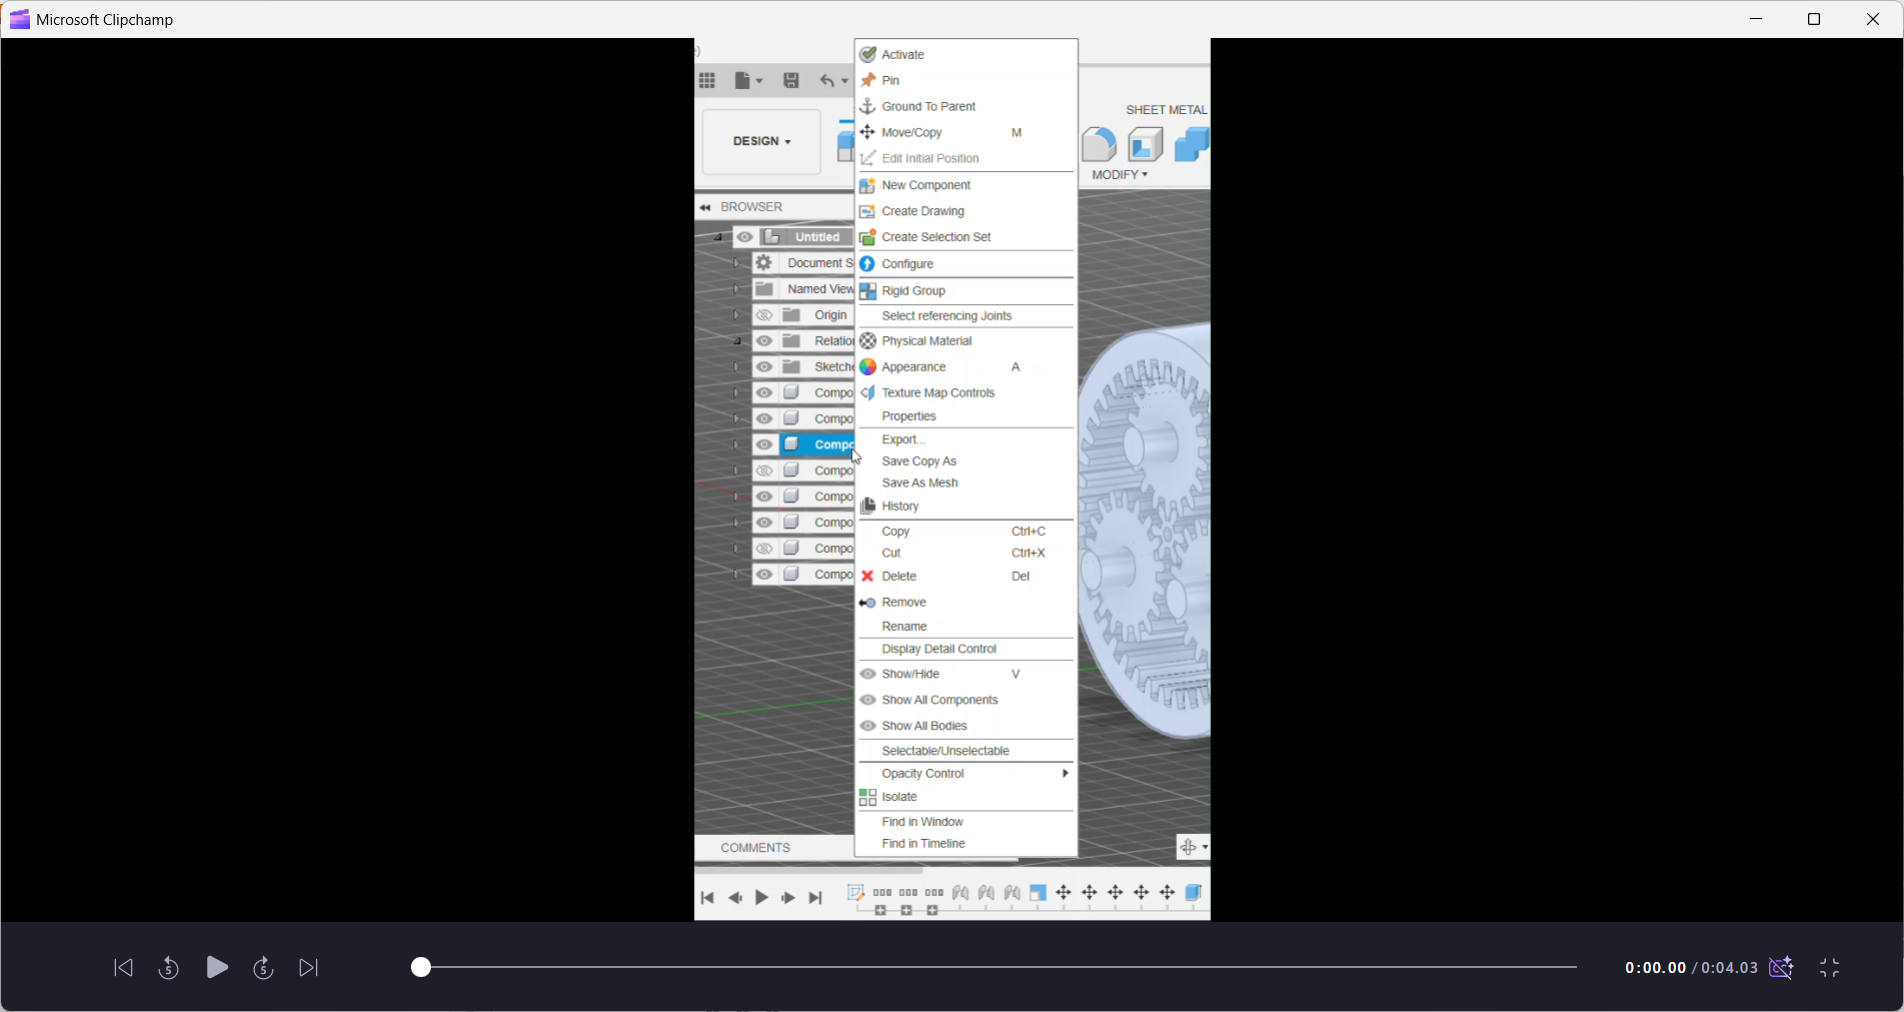 Microsoft Clipchamp
DESIGN
SHEET METAL
MODIFY
BROWSER
Untitled
Document S
Named View
Origin
Relatio
Sketch
Compo
Compo
Compo
Compo
Compo
Compo
Compo
Compo
Activate
Pin
Ground To Parent
Move/Copy M
Edit Initial Position
New Component
Create Drawing
Create Selection Set
Configure
Rigid Group
Select referencing Joints
Physical Material
Appearance A
Texture Map Controls
Properties
Export...
Save Copy As
Save As Mesh
History
Copy Ctrl+C
Cut Ctrl+X
Delete Del
Remove
Rename
Display Detail Control
Show/Hide V
Show All Components
Show All Bodies
Selectable/Unselectable
Opacity Control
Isolate
Find in Window
Find in Timeline
COMMENTS
5
5
0:00.00 / 0:04.03